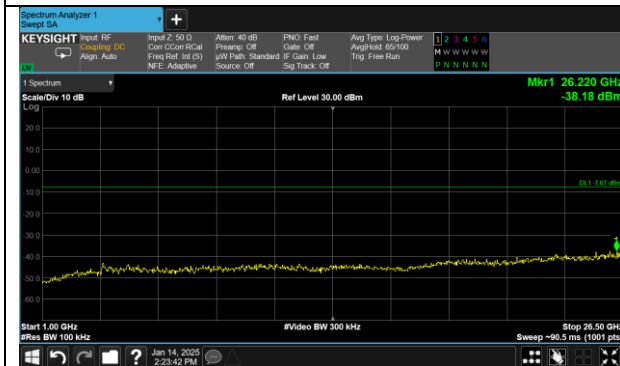 Spectrum Analyzer 1
Swept SA
KEYSIGHT Input: RF
Coupling: DC
Align: Auto
Input Z: 50 Ω
Corr CCorr RCal
Freq Ref: Int (S)
NFE: Adaptive
Atten: 40 dB
Preamp: Off
µW Path: Standard
Source: Off
PNO: Fast
Gate: Off
IF Gain: Low
Sig Track: Off
Avg Type: Log-Power
Avg|Hold: 65/100
Trig: Free Run
1 2 3 4 5 6
M W W W W W
P N N N N N
1 Spectrum
Scale/Div 10 dB
Ref Level 30.00 dBm
Mkr1 26.220 GHz
-38.18 dBm
Log
20.0
10.0
0.00
-10.0
-20.0
-30.0
-40.0
-50.0
-60.0
DL1 -7.67 dBm
1
Start 1.00 GHz
#Res BW 100 kHz
#Video BW 300 kHz
Stop 26.50 GHz
Sweep ~90.5 ms (1001 pts)
?
Jan 14, 2025
2:23:42 PM